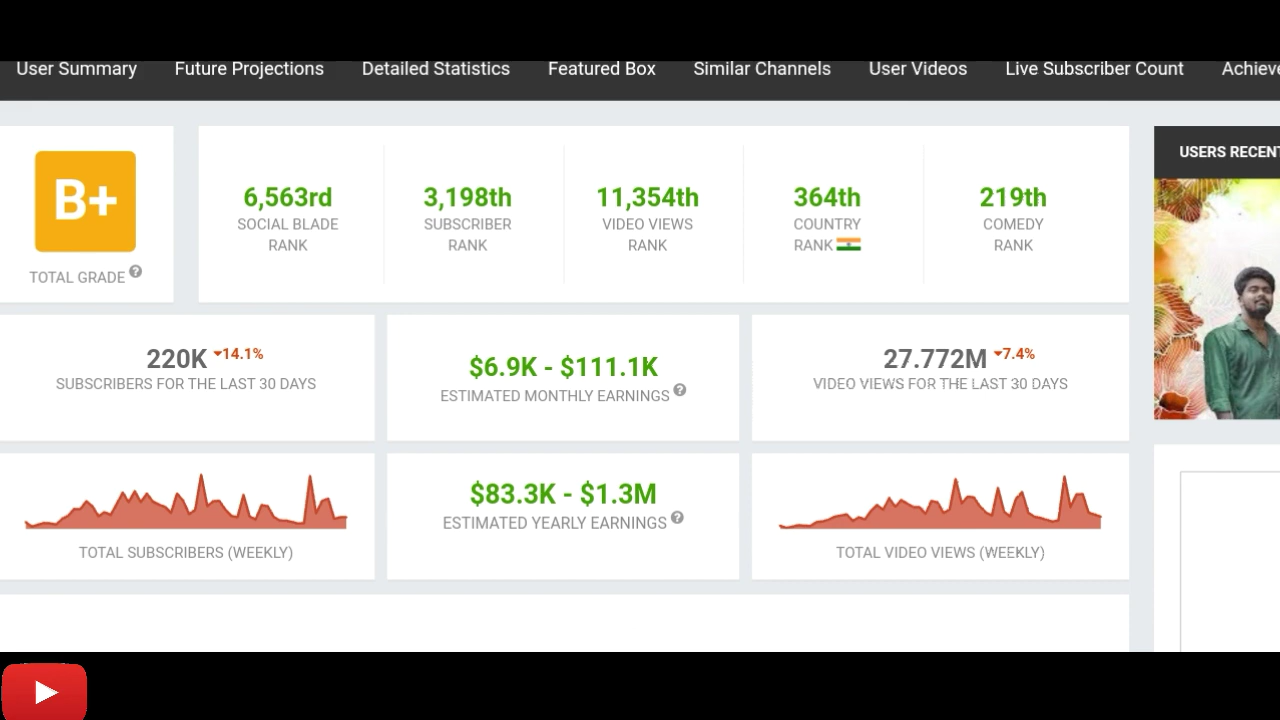 User Summary Future Projections Detailed Statistics Featured Box Similar Channels User Videos Live Subscriber Count Achieve
B+
TOTAL GRADE ?
6,563rd
SOCIAL BLADE
RANK
3,198th
SUBSCRIBER
RANK
11,354th
VIDEO VIEWS
RANK
364th
COUNTRY
RANK
219th
COMEDY
RANK
USERS RECENT
220K 14.1%
SUBSCRIBERS FOR THE LAST 30 DAYS
$6.9K - $111.1K
ESTIMATED MONTHLY EARNINGS ?
27.772M 7.4%
VIDEO VIEWS FOR THE LAST 30 DAYS
TOTAL SUBSCRIBERS (WEEKLY)
$83.3K - $1.3M
ESTIMATED YEARLY EARNINGS ?
TOTAL VIDEO VIEWS (WEEKLY)